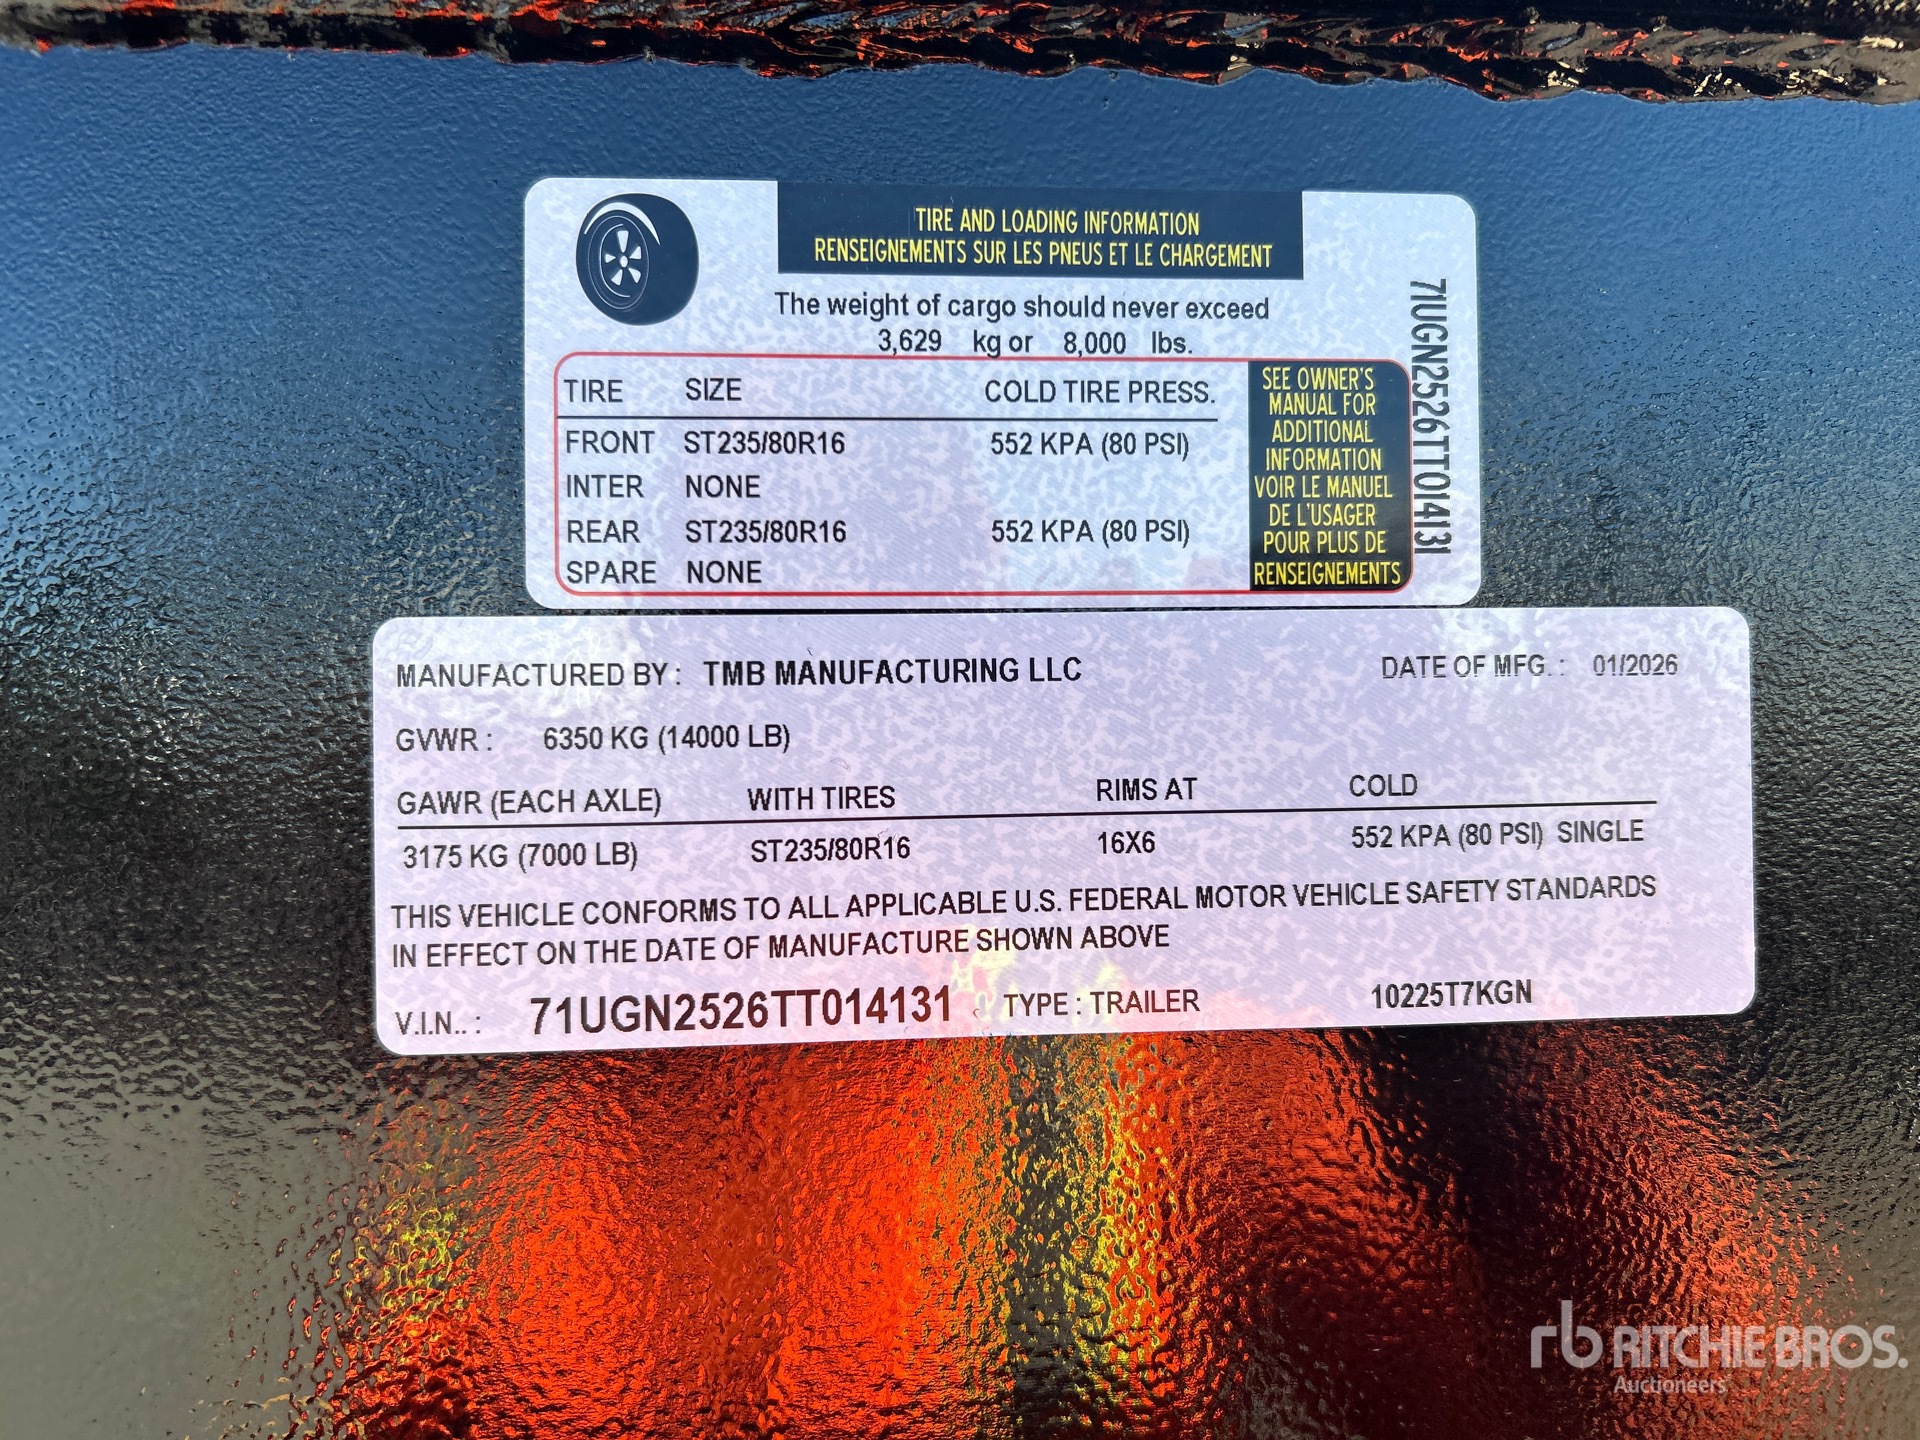 TIRE AND LOADING INFORMATION
RENSEIGNEMENTS SUR LES PNEUS ET LE CHARGEMENT
The weight of cargo should never exceed
3,629 kg or 8,000 lbs.
TIRE SIZE COLD TIRE PRESS.
FRONT ST235/80R16 552 KPA (80 PSI)
INTER NONE
REAR ST235/80R16 552 KPA (80 PSI)
SPARE NONE
SEE OWNER'S
MANUAL FOR
ADDITIONAL
INFORMATION
VOIR LE MANUEL
DE L'USAGER
POUR PLUS DE
RENSEIGNEMENTS
71UGN2526TT014131
MANUFACTURED BY : TMB MANUFACTURING LLC DATE OF MFG. : 01/2026
GVWR : 6350 KG (14000 LB)
GAWR (EACH AXLE) WITH TIRES RIMS AT COLD
3175 KG (7000 LB) ST235/80R16 16X6 552 KPA (80 PSI) SINGLE
THIS VEHICLE CONFORMS TO ALL APPLICABLE U.S. FEDERAL MOTOR VEHICLE SAFETY STANDARDS
IN EFFECT ON THE DATE OF MANUFACTURE SHOWN ABOVE
V.I.N.. : 71UGN2526TT014131 TYPE : TRAILER 10225T7KGN
rb RITCHIE BROS.
Auctioneers